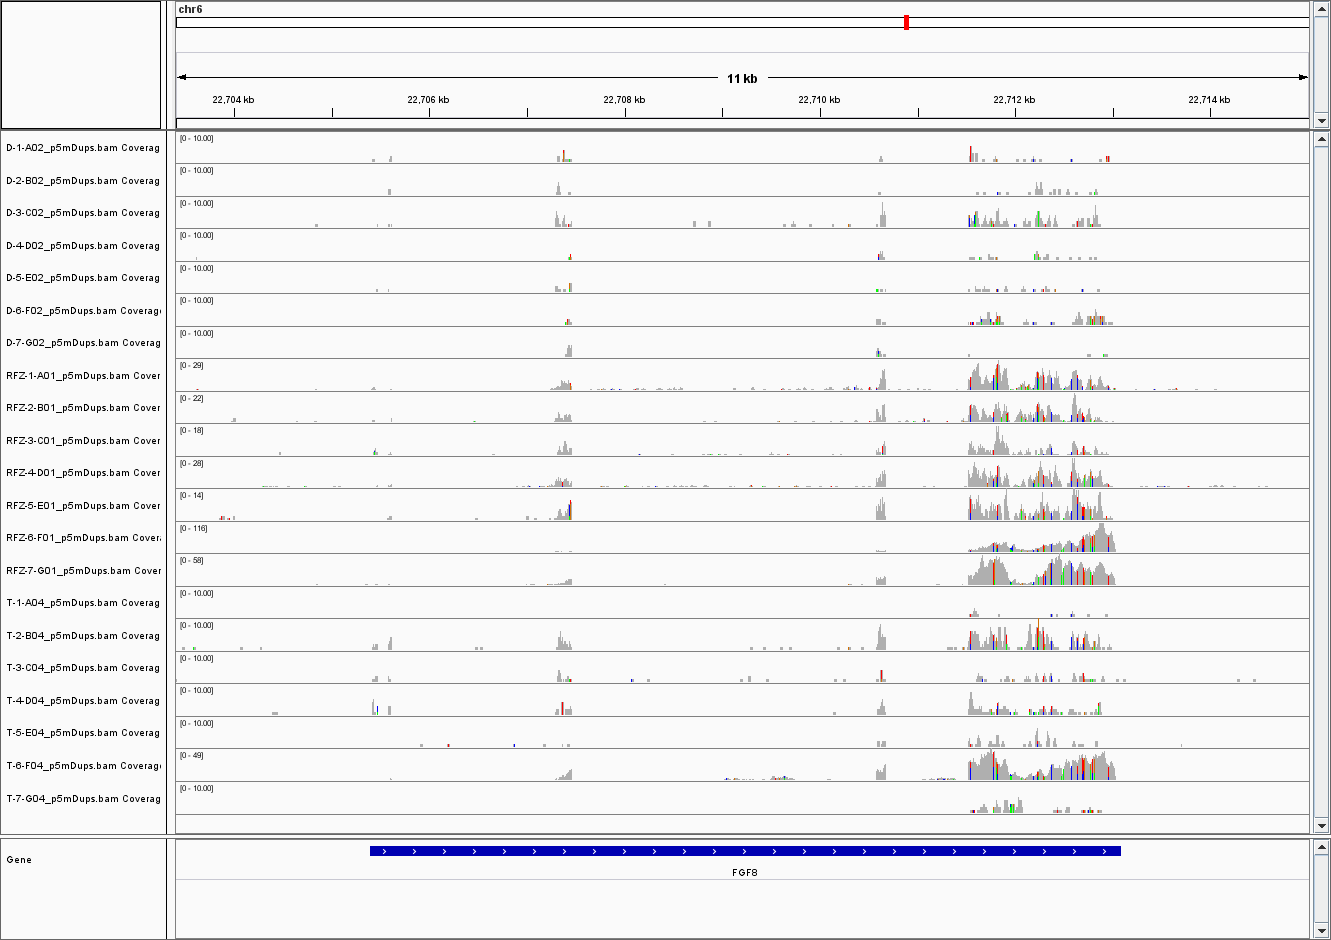 chr6
11 kb
22,704 kb 22,706 kb 22,708 kb 22,710 kb 22,712 kb 22,714 kb
[0 - 10.00]
D-1-A02_p5mDups.bam Coverag
[0 - 10.00]
D-2-B02_p5mDups.bam Coverag
[0 - 10.00]
D-3-C02_p5mDups.bam Coverag
[0 - 10.00]
D-4-D02_p5mDups.bam Coverag
[0 - 10.00]
D-5-E02_p5mDups.bam Coverag
[0 - 10.00]
D-6-F02_p5mDups.bam Coverag
[0 - 10.00]
D-7-G02_p5mDups.bam Coverag
[0 - 29]
RFZ-1-A01_p5mDups.bam Cover
[0 - 22]
RFZ-2-B01_p5mDups.bam Cover
[0 - 18]
RFZ-3-C01_p5mDups.bam Cover
[0 - 28]
RFZ-4-D01_p5mDups.bam Cover
[0 - 14]
RFZ-5-E01_p5mDups.bam Cover
[0 - 116]
RFZ-6-F01_p5mDups.bam Cover
[0 - 58]
RFZ-7-G01_p5mDups.bam Cover
[0 - 10.00]
T-1-A04_p5mDups.bam Coverag
[0 - 10.00]
T-2-B04_p5mDups.bam Coverag
[0 - 10.00]
T-3-C04_p5mDups.bam Coverag
[0 - 10.00]
T-4-D04_p5mDups.bam Coverag
[0 - 10.00]
T-5-E04_p5mDups.bam Coverag
[0 - 49]
T-6-F04_p5mDups.bam Coverag
[0 - 10.00]
T-7-G04_p5mDups.bam Coverag
Gene
FGF8